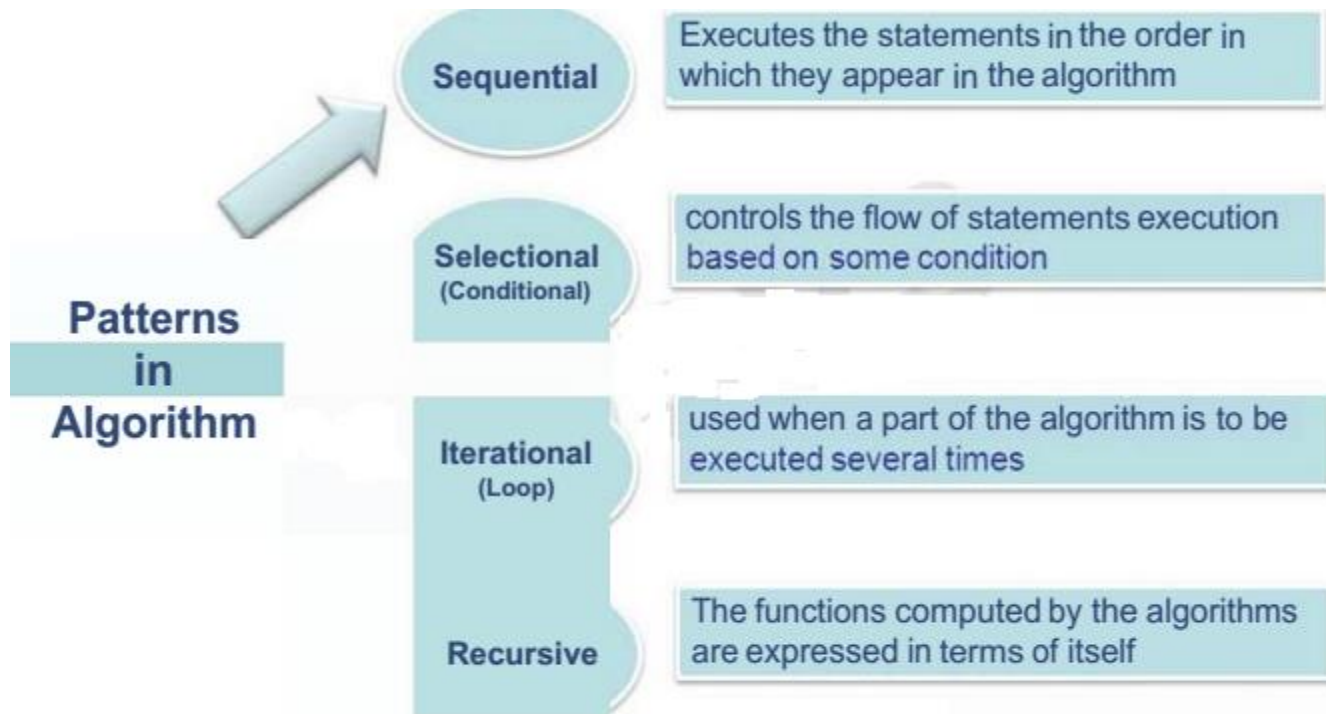 Sequential
Executes the statements in the order in
which they appear in the algorithm
Selectional
(Conditional)
controls the flow of statements execution
based on some condition
Patterns
in
Algorithm
Iterational
(Loop)
used when a part of the algorithm is to be
executed several times
Recursive
The functions computed by the algorithms
are expressed in terms of itself